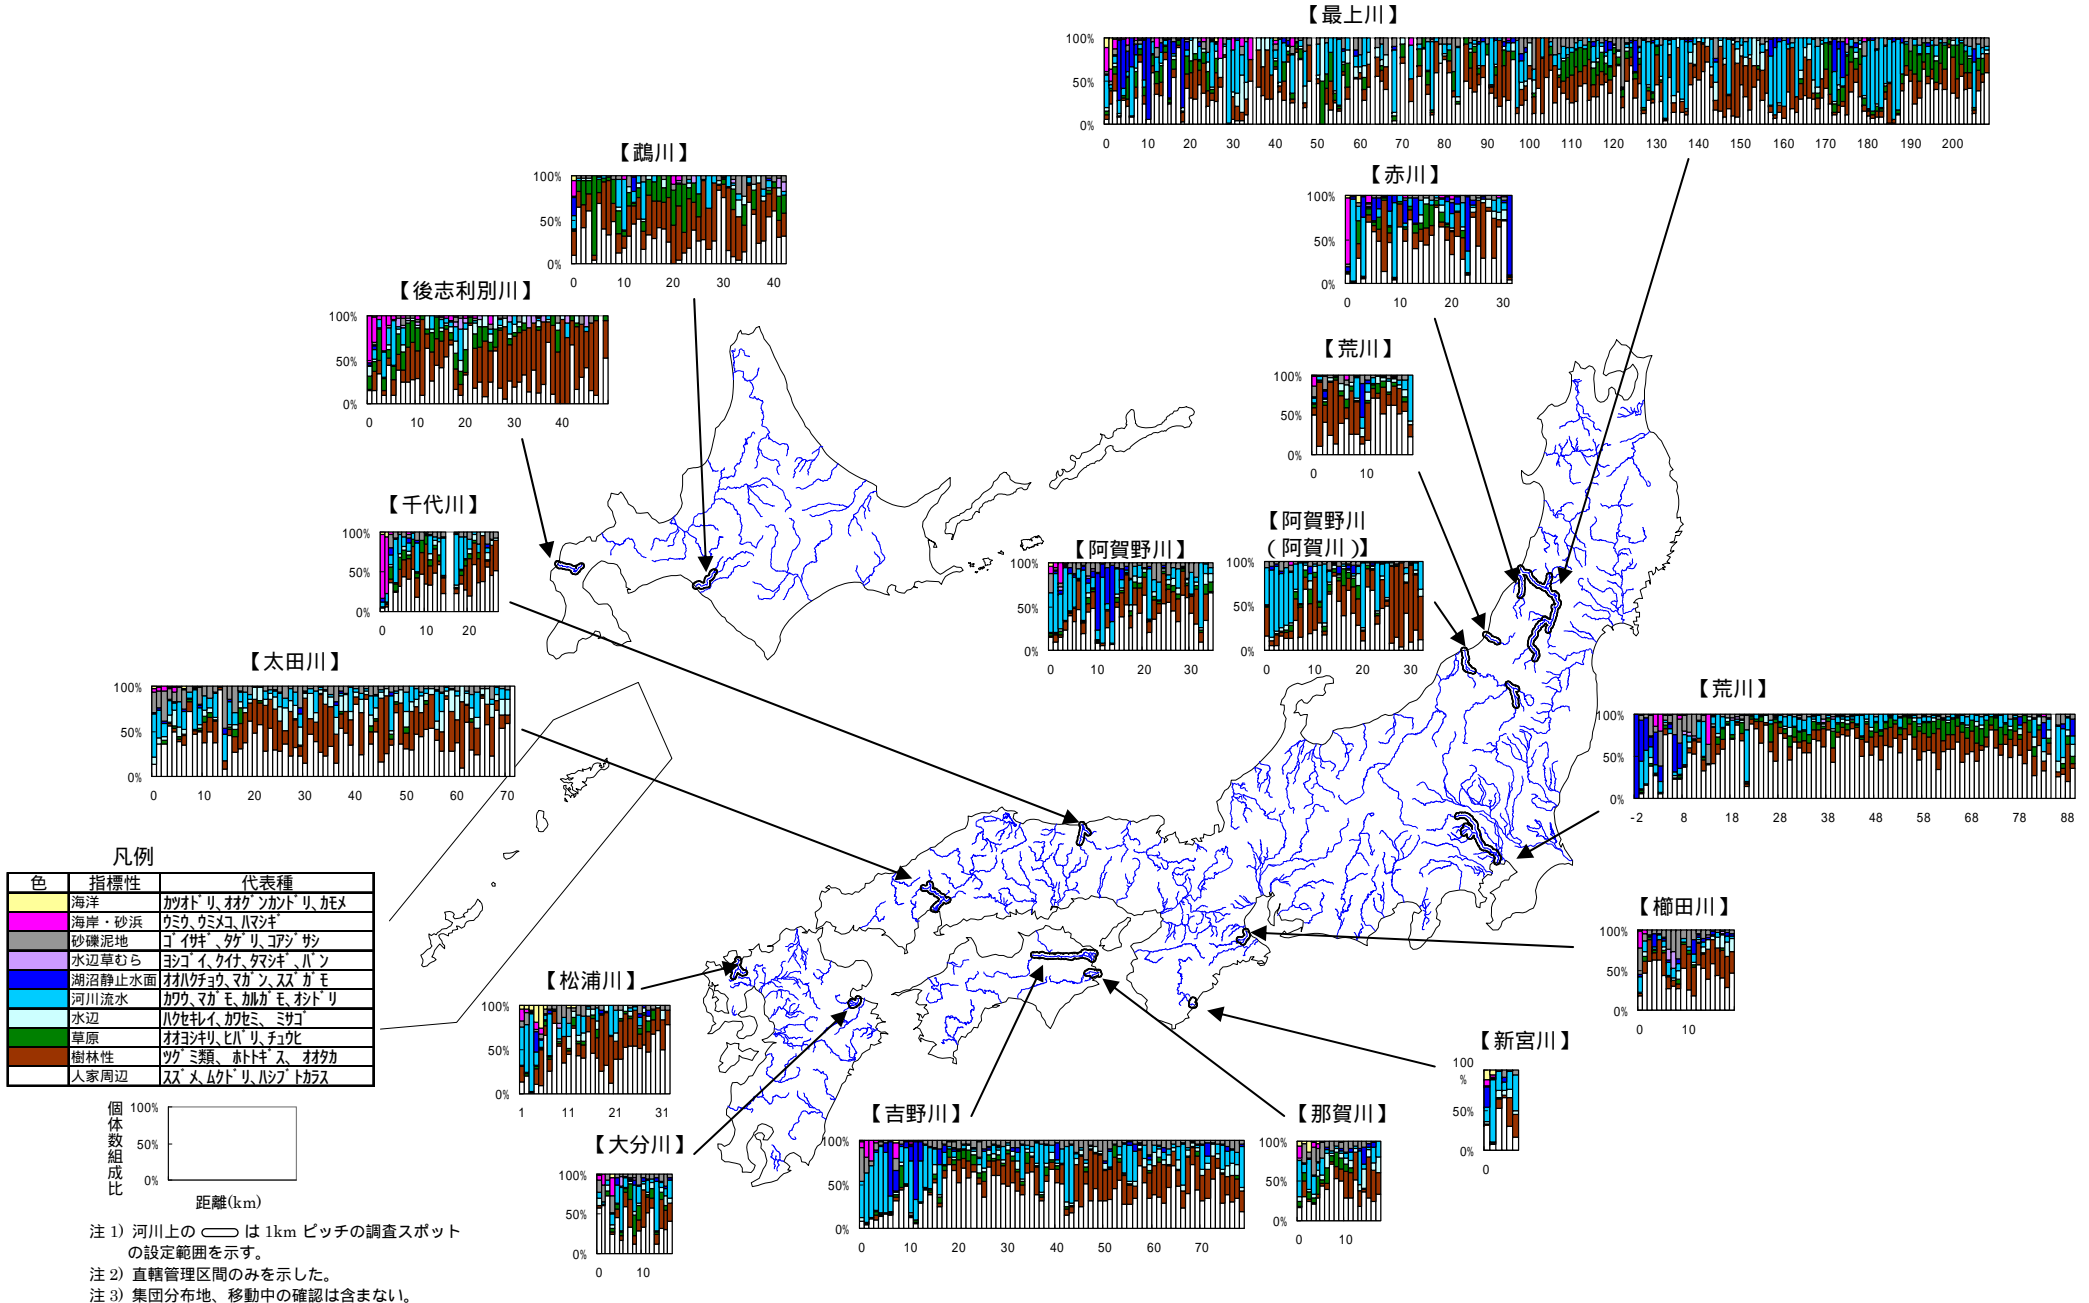 【最上川】
100%
50%
0%
0 10 20 30 40 50 60 70 80 90 100 110 120 130 140 150 160 170 180 190 200
【鵡川】
100%
50%
0%
0 10 20 30 40
【赤川】
100%
50%
0%
0 10 20 30
【後志利別川】
100%
50%
0%
0 10 20 30 40
【荒川】
100%
50%
0%
0 10
【千代川】
100%
50%
0%
0 10 20
【阿賀野川】
100%
50%
0%
0 10 20 30
【阿賀野川
(阿賀川)】
100%
50%
0%
0 10 20 30
【太田川】
100%
50%
0%
0 10 20 30 40 50 60 70
【荒川】
100%
50%
0%
-2 8 18 28 38 48 58 68 78 88
凡例
色 指標性 代表種
海洋 カツオドリ、オオグンカンドリ、カモメ
海岸・砂浜 ウミウ、ウミネコ、ハマシギ
砂礫泥地 ゴイサギ、タゲリ、コアジサシ
水辺草むら ヨシゴイ、クイナ、タマシギ、バン
湖沼静止水面 オオハクチョウ、マガン、スズガモ
河川流水 カワウ、マガモ、カルガモ、オシドリ
水辺 ハクセキレイ、カワセミ、ミサゴ
草原 オオヨシキリ、ヒバリ、チュウヒ
樹林性 ツグミ類、ホトトギス、オオタカ
人家周辺 スズメ、ムクドリ、ハシブトガラス
【櫛田川】
100%
50%
0%
0 10
【松浦川】
100%
50%
0%
1 11 21 31
【新宮川】
100
%
50%
0%
0
【吉野川】
100%
50%
0%
0 10 20 30 40 50 60 70
【那賀川】
100%
50%
0%
0 10
【大分川】
100%
50%
0%
0 10
個体数組成比
100%
50%
0%
距離(km)
注 1) 河川上の は 1km ピッチの調査スポット
の設定範囲を示す。
注 2) 直轄管理区間のみを示した。
注 3) 集団分布地、移動中の確認は含まない。